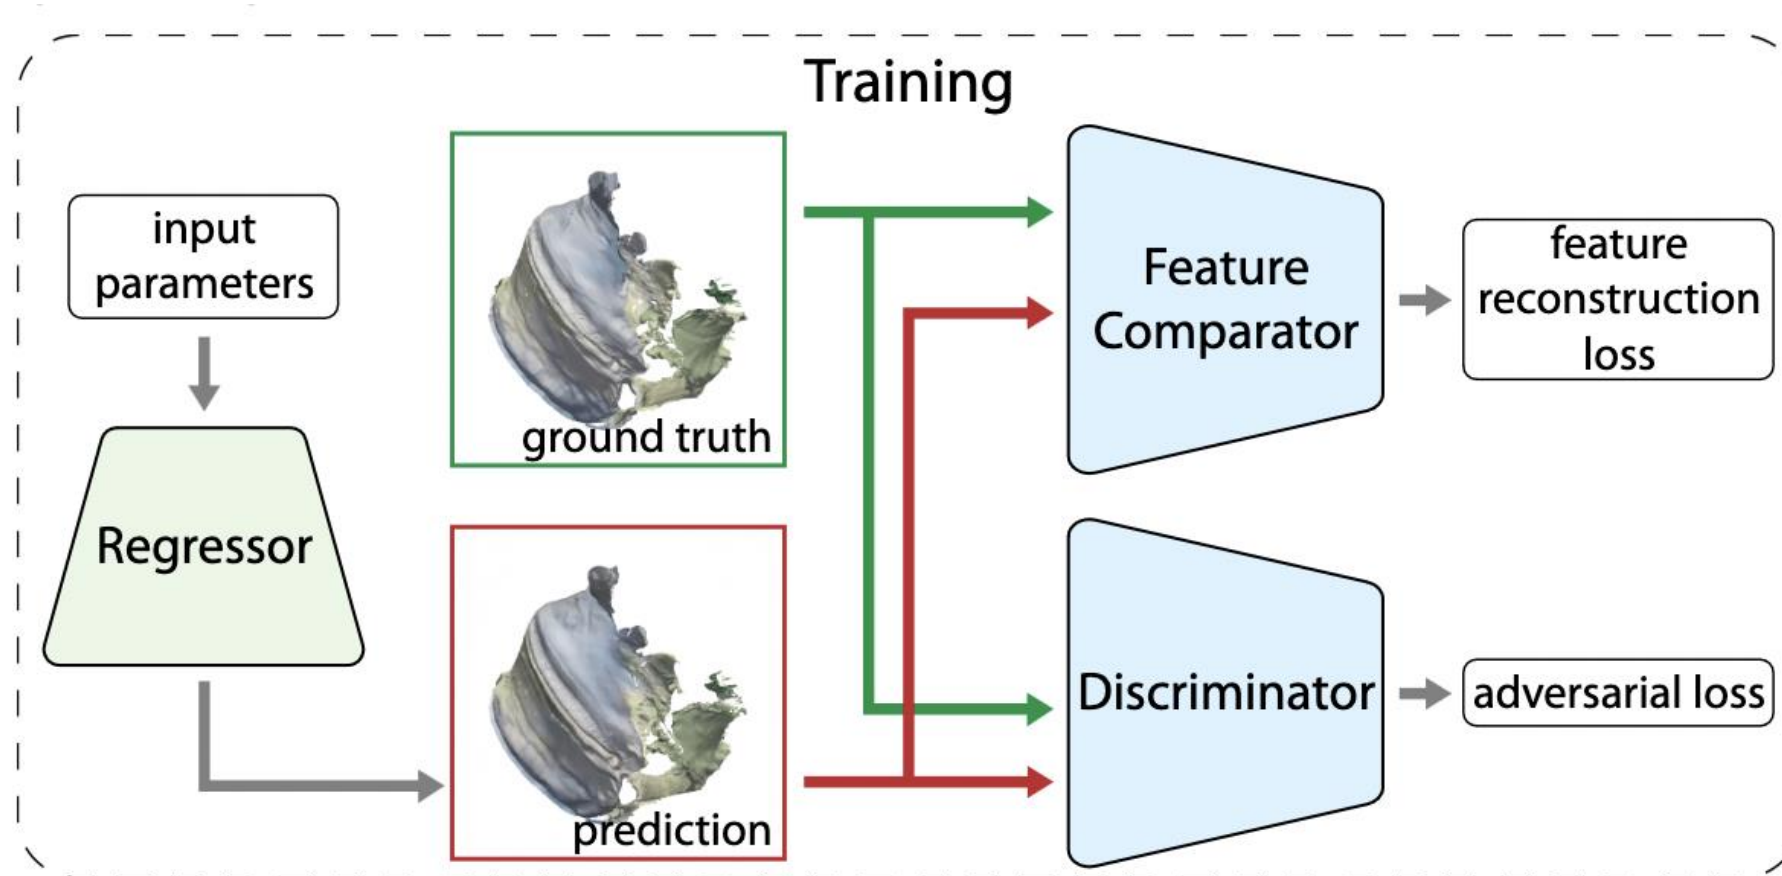 Training
input
parameters
Regressor
ground truth
prediction
Feature
Comparator
feature
reconstruction
loss
Discriminator
adversarial loss